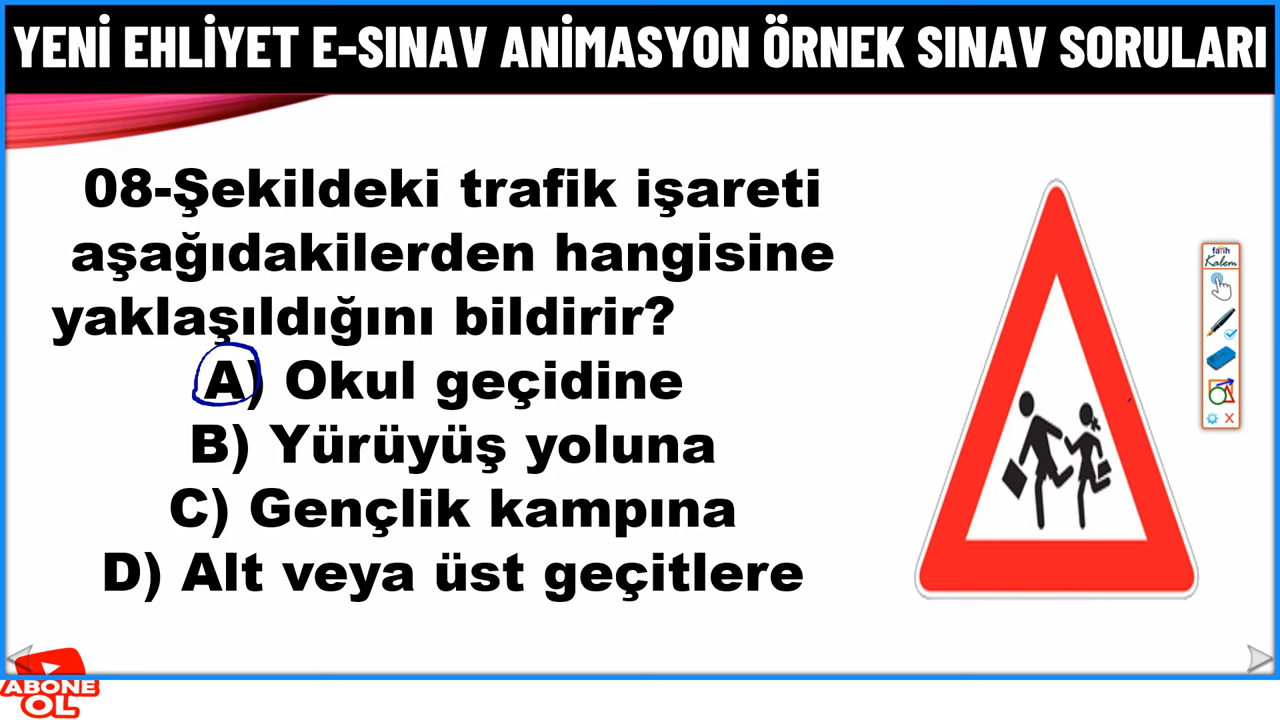 YENİ EHLİYET E-SINAV ANİMASYON ÖRNEK SINAV SORULARI
08-Şekildeki trafik işareti
aşağıdakilerden hangisine
yaklaşıldığını bildirir?
A) Okul geçidine
B) Yürüyüş yoluna
C) Gençlik kampına
D) Alt veya üst geçitlere
fatih
Kalem
ABONE
OL